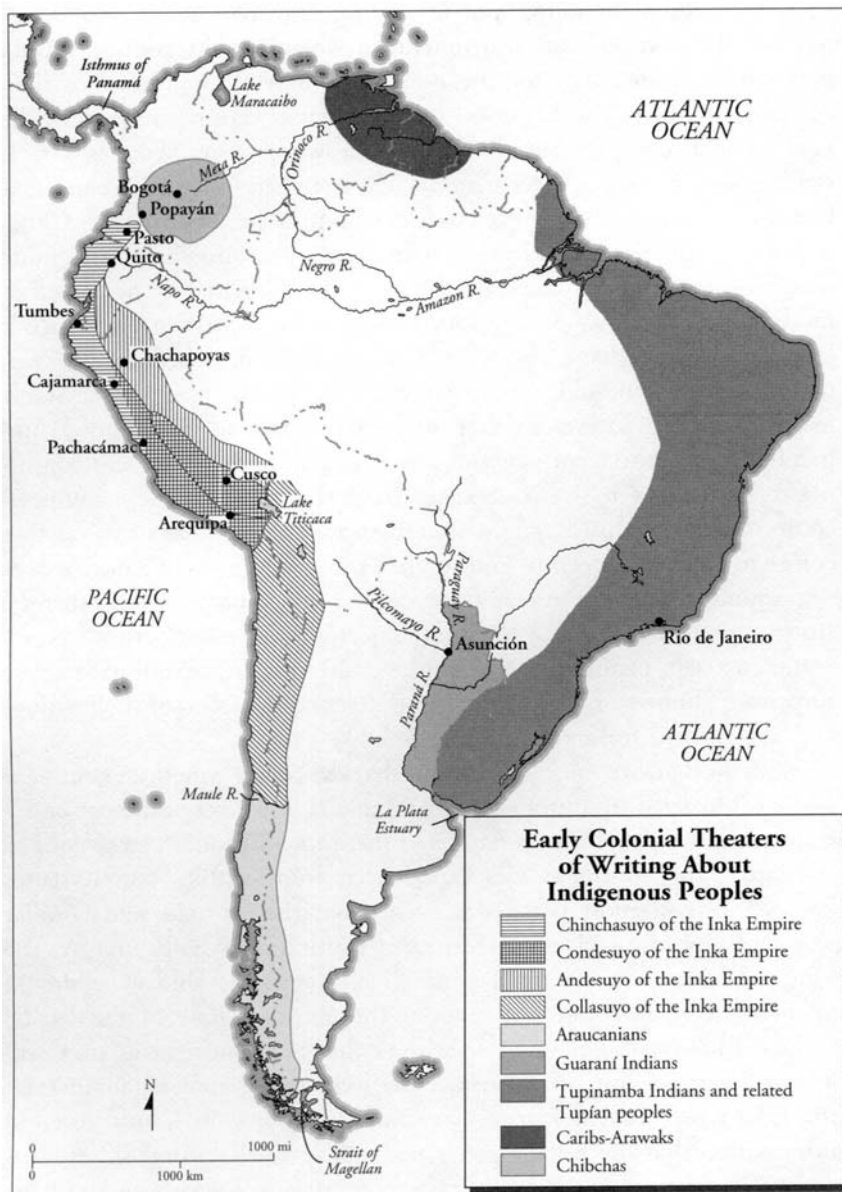 Isthmus of
Panamá
Lake
Maracaibo
ATLANTIC
OCEAN
Orinoco R.
Meta R.
Bogotá
Popayán
Pasto
Quito
Negro R.
Napo R.
Amazon R.
Tumbes
Chachapoyas
Cajamarca
Pachacámac
Cusco
Lake
Titicaca
Arequipa
PACIFIC
OCEAN
Paraguay R.
Pilcomayo R.
Asunción
Rio de Janeiro
Paraná R.
ATLANTIC
OCEAN
Maule R.
La Plata
Estuary
Early Colonial Theaters
of Writing About
Indigenous Peoples
Chinchasuyo of the Inka Empire
Condesuyo of the Inka Empire
Andesuyo of the Inka Empire
Collasuyo of the Inka Empire
Araucanians
Guaraní Indians
Tupinamba Indians and related
Tupían peoples
Caribs-Arawaks
Chibchas
N
0 1000 mi
0 1000 km
Strait of
Magellan